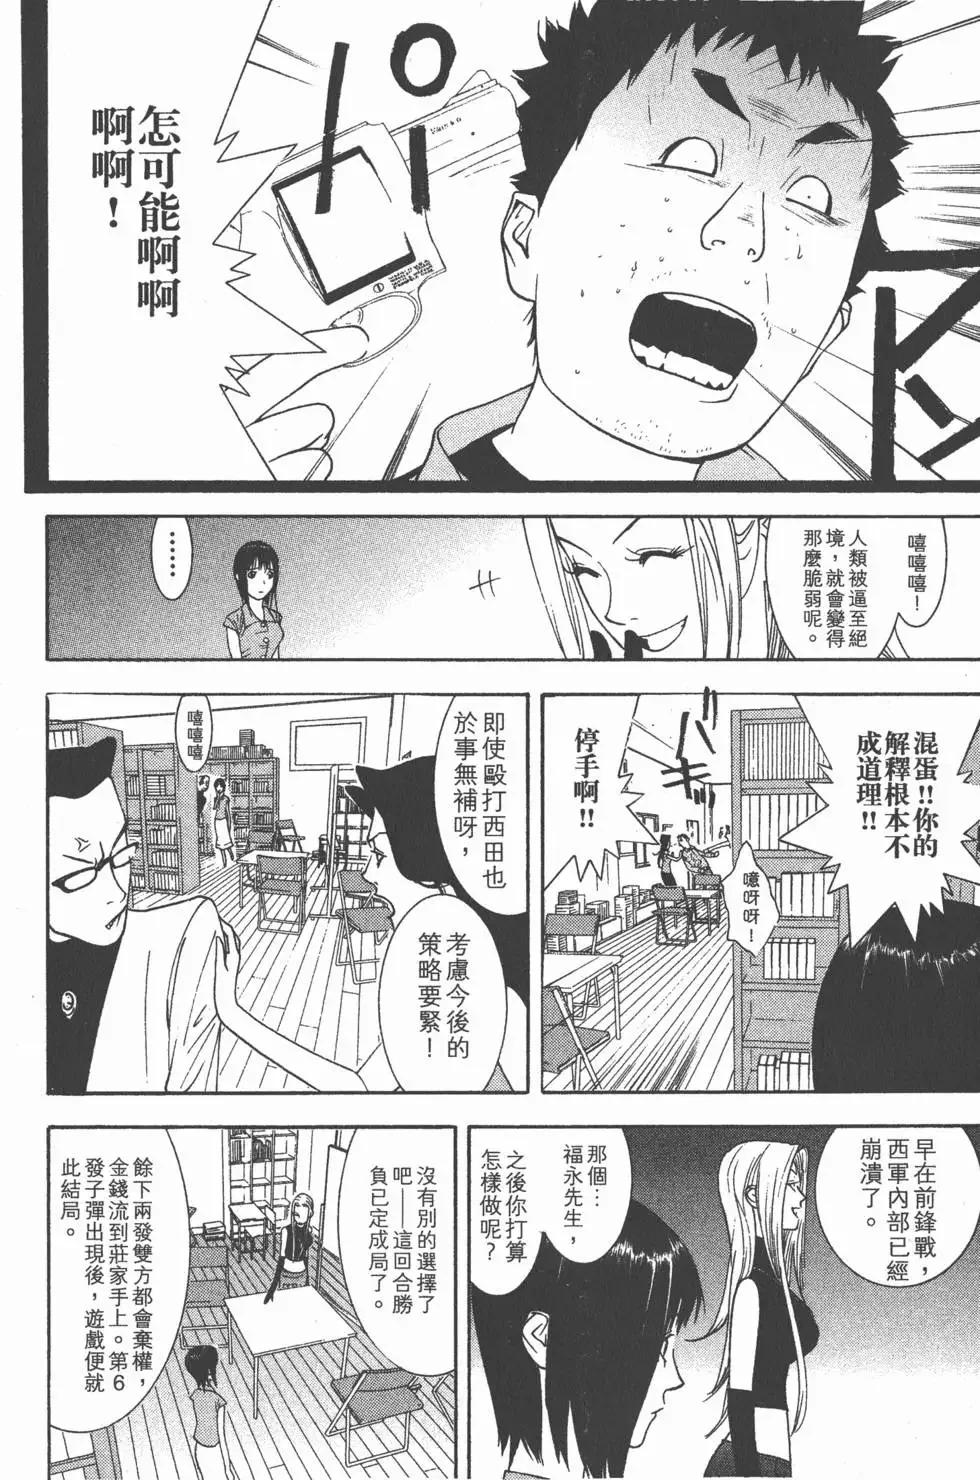 パ
怎可能啊啊
啊啊！
嘻嘻嘻！
人類被逼至絕
境，就會變得
那麼脆弱呢。
……
混蛋!!你的
解釋根本不
成道理!!
噫呀呀！
停手啊!!
即使毆打西田也
於事無補呀，
考慮今後的
策略要緊！
嘻嘻嘻
早在前鋒戰，
西軍內部已經
崩潰了。
那個…
福永先生，
之後你打算
怎樣做呢？
沒有別的選擇了
吧——這回合勝
負已定成局了。
餘下兩發雙方都會棄權，
金錢流到莊家手上。第6
發子彈出現後，遊戲便就
此結局。